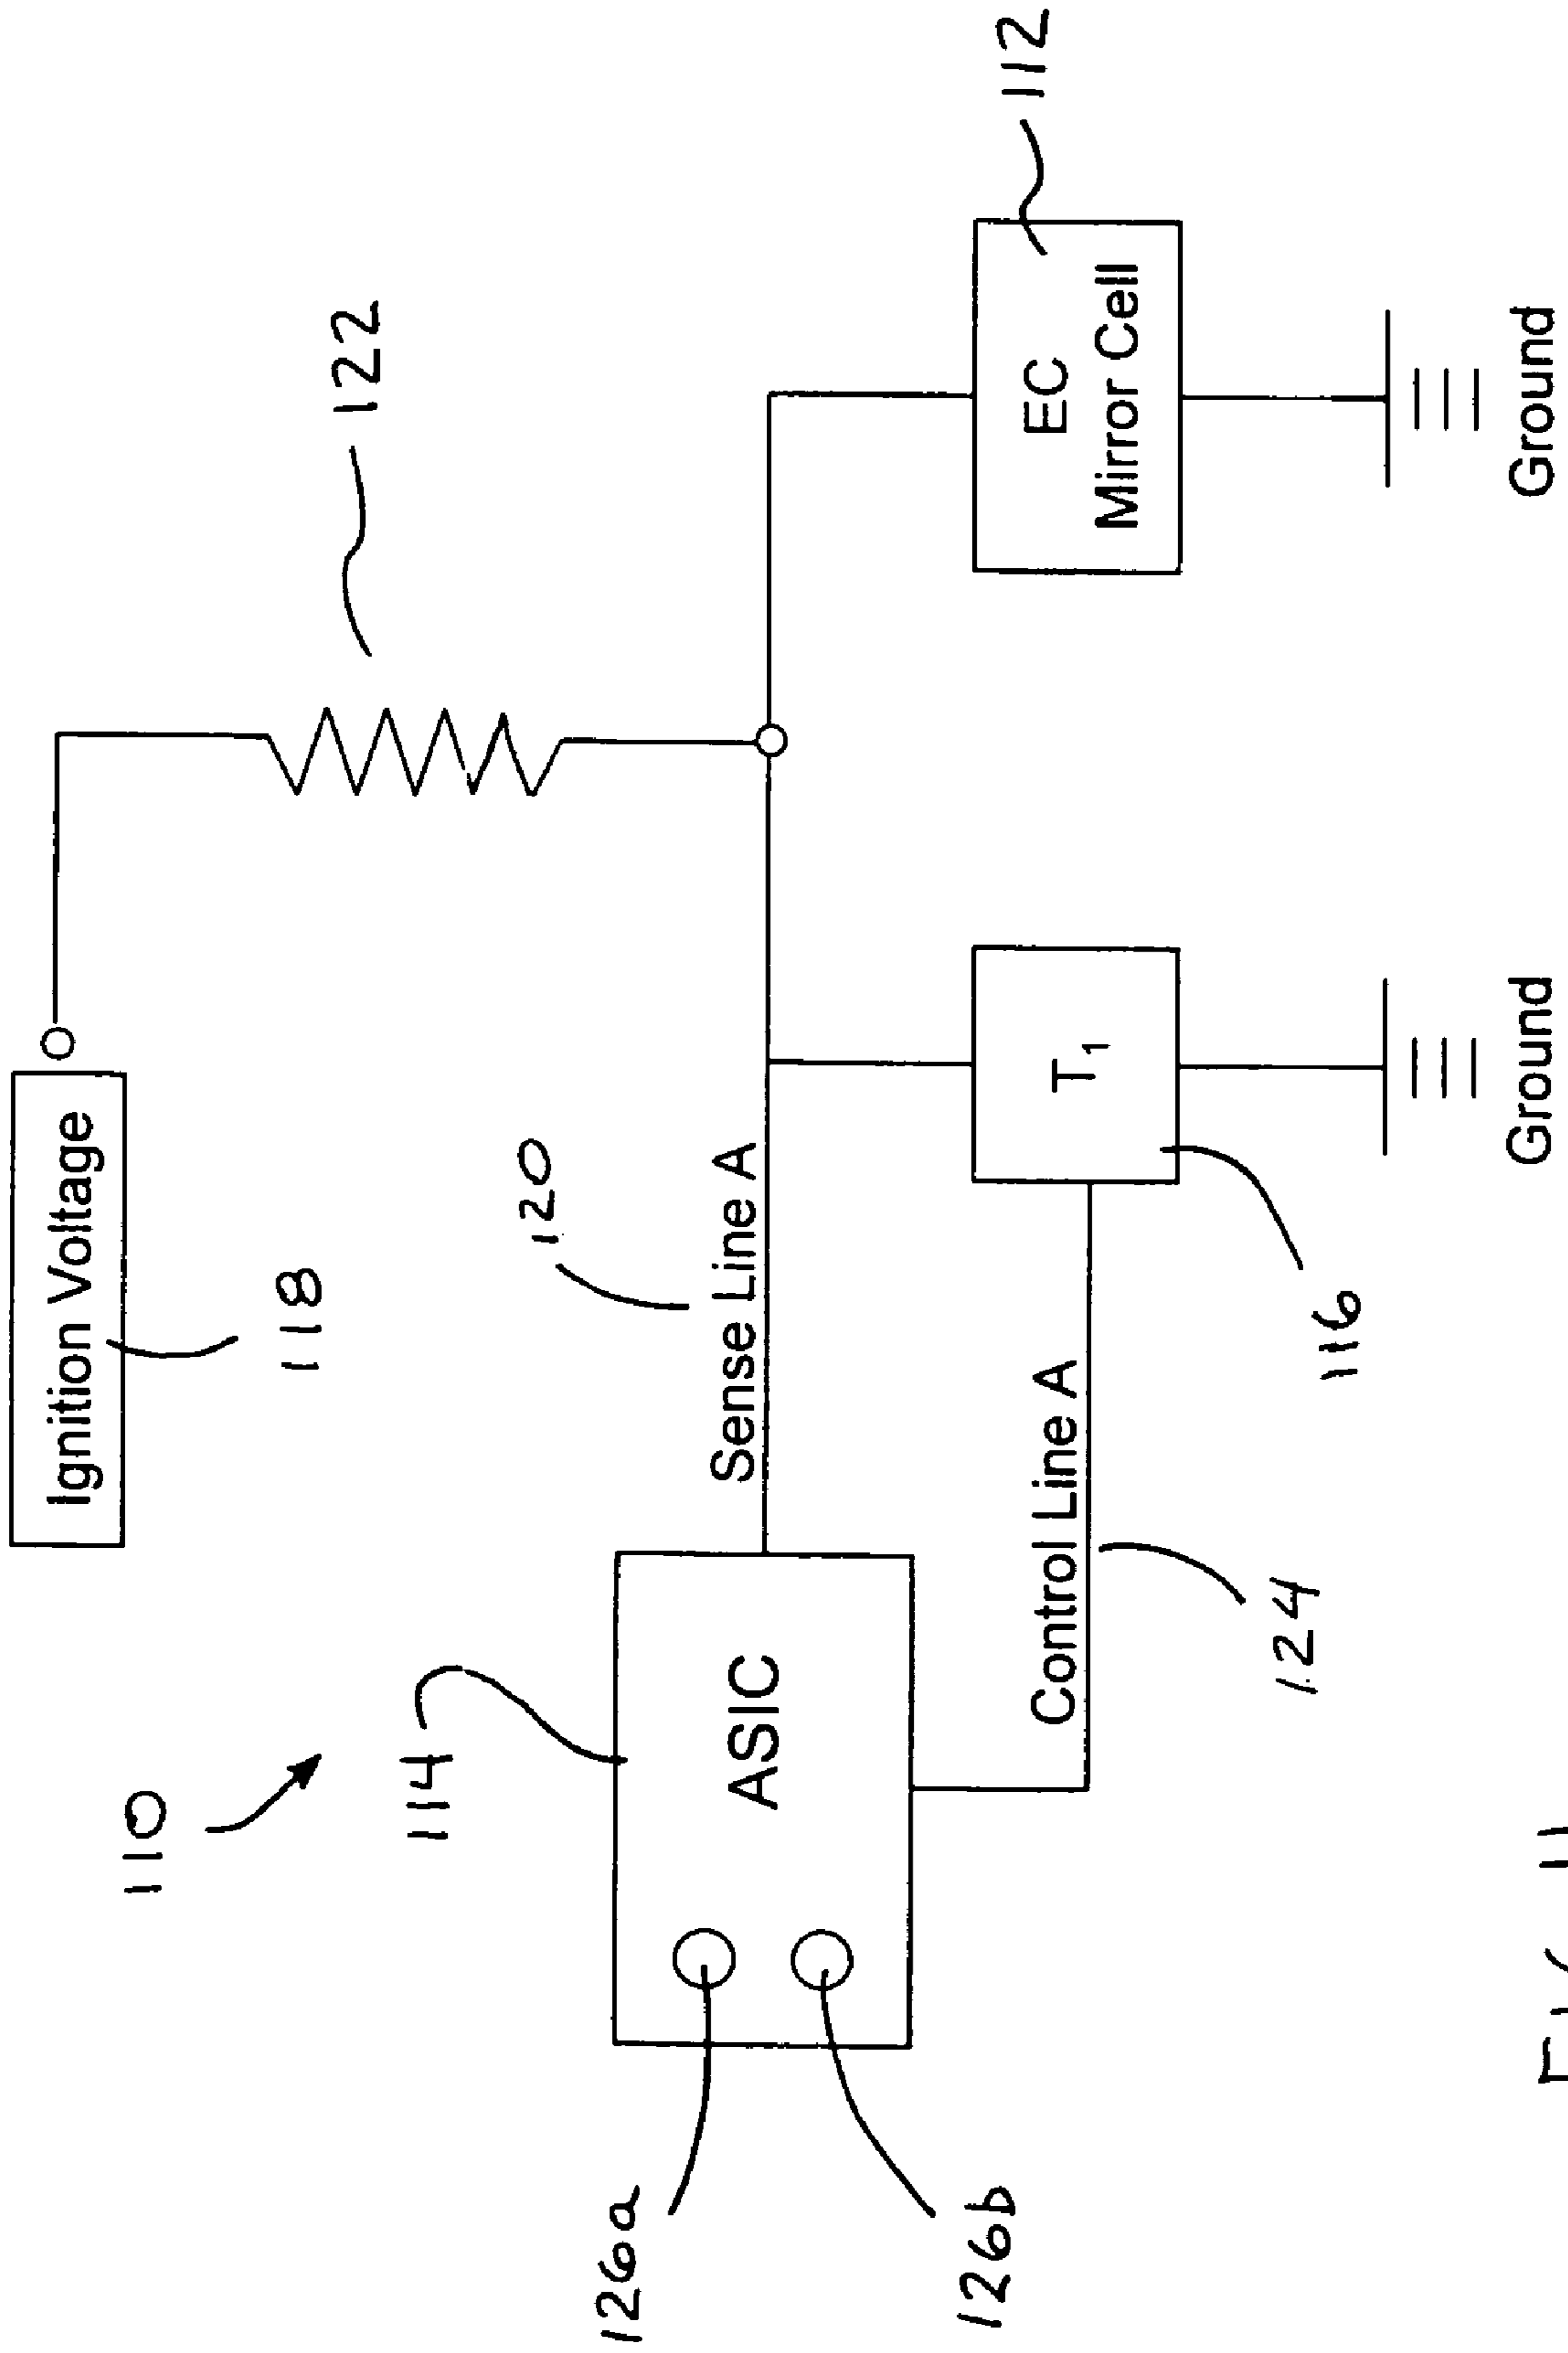 110
Ignition Voltage
118
122
114
120
126a
ASIC
Sense Line A
126b
Control Line A
T₁
EC
Mirror Cell
112
124
116
Ground
Ground